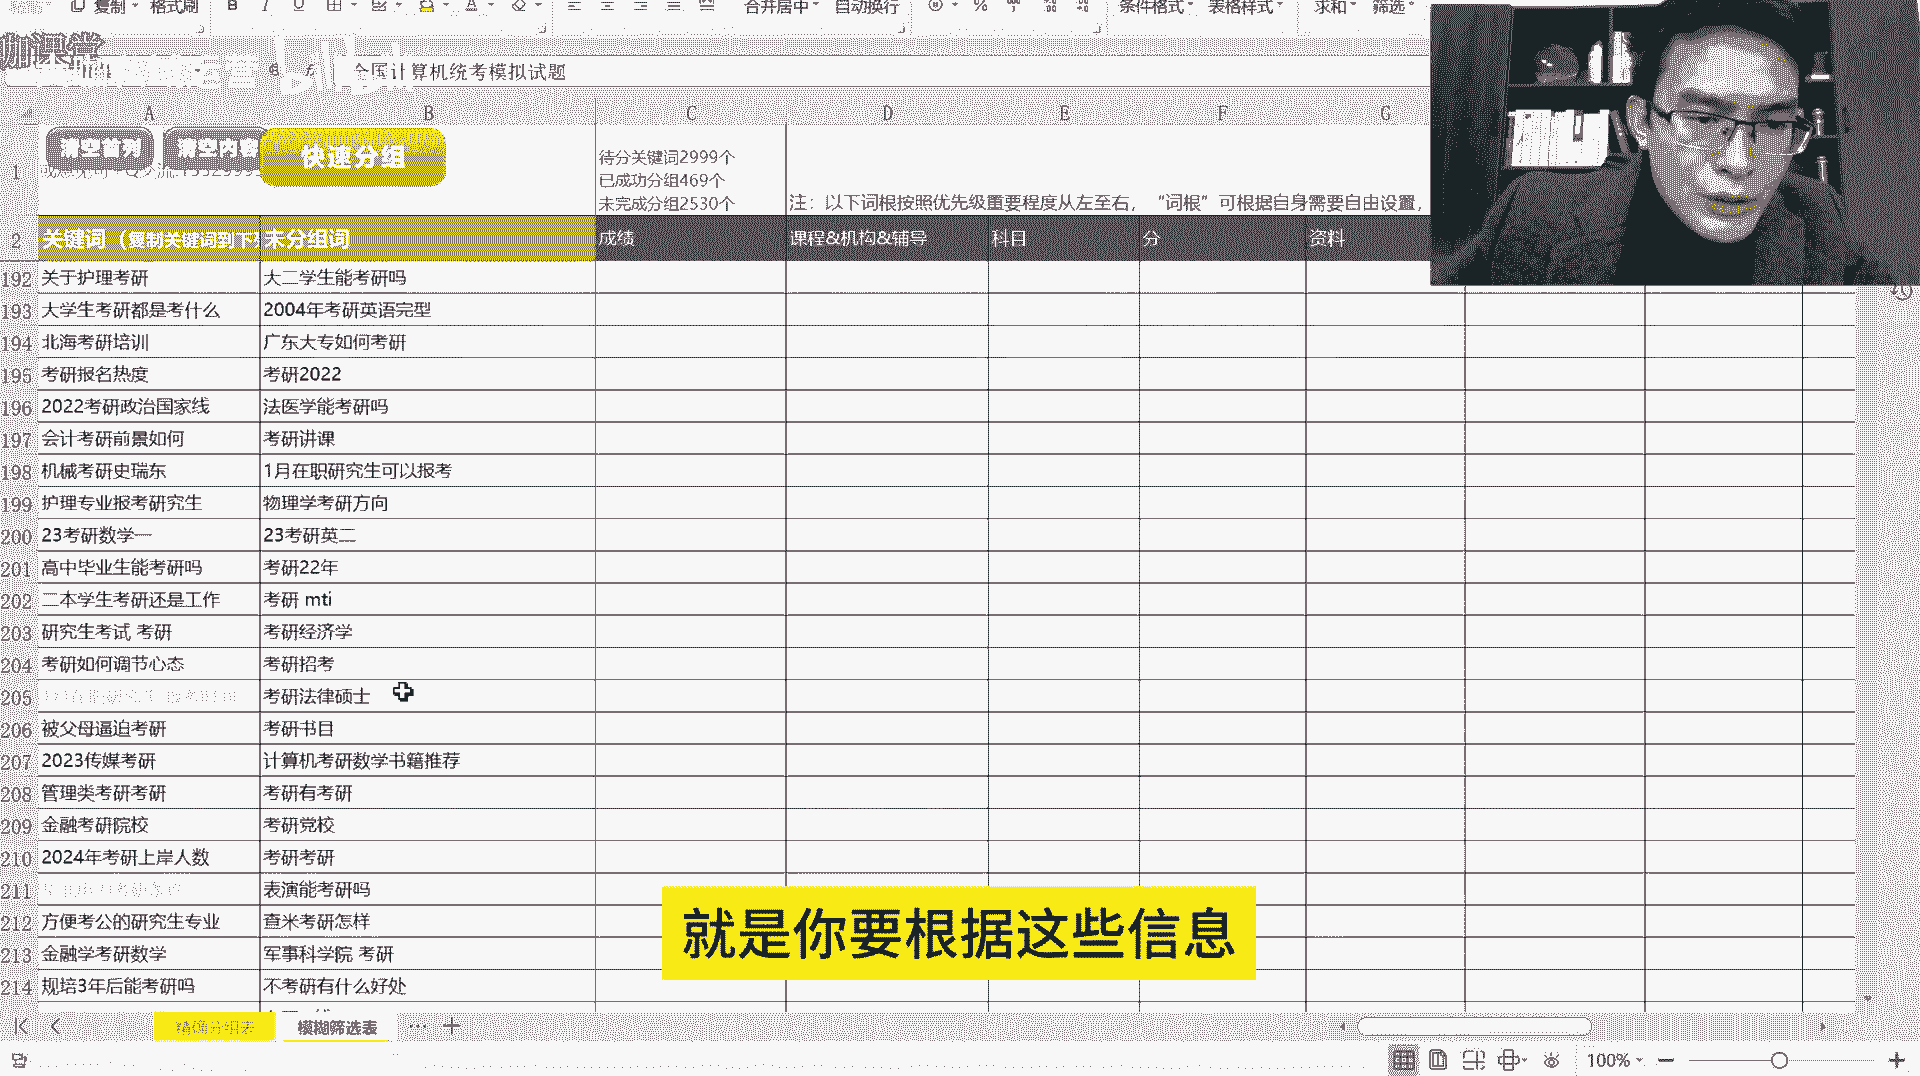 复制 格式刷 B I U 合并居中 自动换行 % 条件格式 表格样式 求和 筛选
全国计算机统考模拟试题
A B C D E F G
清空首列 清空内容 快速分组
1
待分关键词2999个
已成功分组469个
未完成分组2530个
注：以下词根按照优先级重要程度从左至右，“词根”可根据自身需要自由设置，
2 关键词（复制关键词到下 未分组词 成绩 课程&机构&辅导 科目 分 资料
192 关于护理考研 大二学生能考研吗
193 大学生考研都是考什么 2004年考研英语完型
194 北海考研培训 广东大专如何考研
195 考研报名热度 考研2022
196 2022考研政治国家线 法医学能考研吗
197 会计考研前景如何 考研讲课
198 机械考研史瑞东 1月在职研究生可以报考
199 护理专业报考研究生 物理学考研方向
200 23考研数学一 23考研英二
201 高中毕业生能考研吗 考研22年
202 二本学生考研还是工作 考研 mti
203 研究生考试 考研 考研经济学
204 考研如何调节心态 考研招考
205 考研法律硕士
206 被父母逼迫考研 考研书目
207 2023传媒考研 计算机考研数学书籍推荐
208 管理类考研考研 考研有考研
209 金融考研院校 考研党校
210 2024年考研上岸人数 考研考研
211 表演能考研吗
212 方便考公的研究生专业 查米考研怎样
213 金融学考研数学 军事科学院 考研
214 规培3年后能考研吗 不考研有什么好处
就是你要根据这些信息
精确分组表 模糊筛选表 ··· +
100% − +